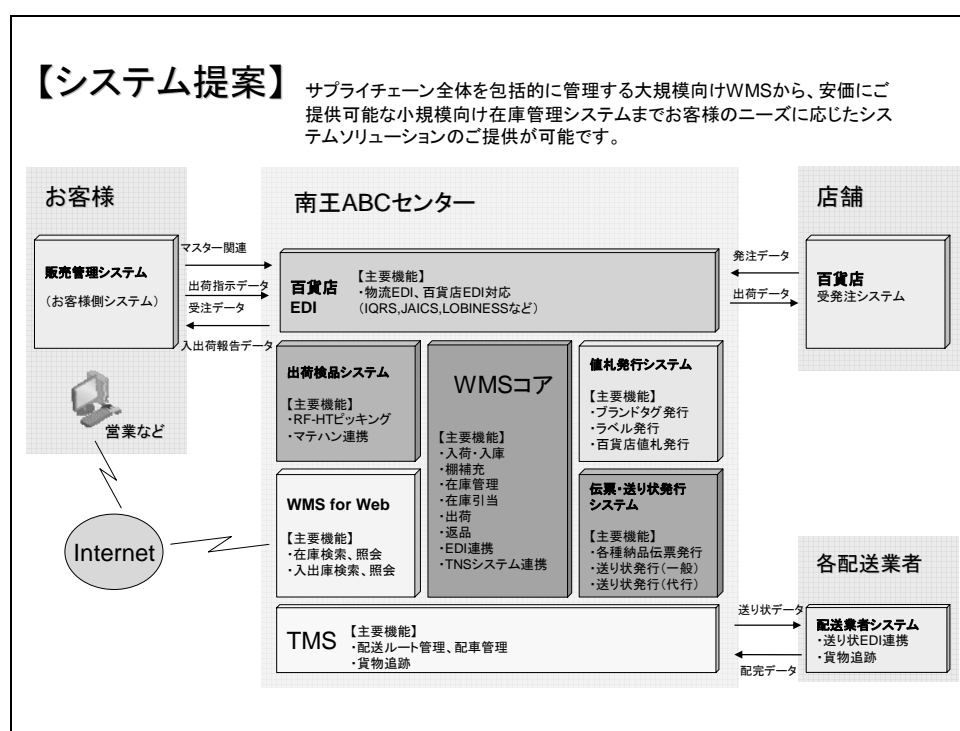 【システム提案】
サプライチェーン全体を包括的に管理する大規模向けWMSから、安価にご
提供可能な小規模向け在庫管理システムまでお客様のニーズに応じたシス
テムソリューションのご提供が可能です。
お客様
販売管理システム
（お客様側システム）
マスター関連
出荷指示データ
受注データ
入出荷報告データ
営業など
Internet
南王ABCセンター
百貨店
EDI
【主要機能】
・物流EDI、百貨店EDI対応
（IQRS,JAICS,LOBINESSなど）
出荷検品システム
【主要機能】
・RF-HTピッキング
・マテハン連携
WMSコア
【主要機能】
・入荷・入庫
・棚補充
・在庫管理
・在庫引当
・出荷
・返品
・EDI連携
・TNSシステム連携
値札発行システム
【主要機能】
・ブランドタグ発行
・ラベル発行
・百貨店値札発行
WMS for Web
【主要機能】
・在庫検索、照会
・入出庫検索、照会
伝票・送り状発行
システム
【主要機能】
・各種納品伝票発行
・送り状発行（一般）
・送り状発行（代行）
TMS
【主要機能】
・配送ルート管理、配車管理
・貨物追跡
店舗
発注データ
出荷データ
百貨店
受発注システム
各配送業者
送り状データ
配完データ
配送業者システム
・送り状EDI連携
・貨物追跡